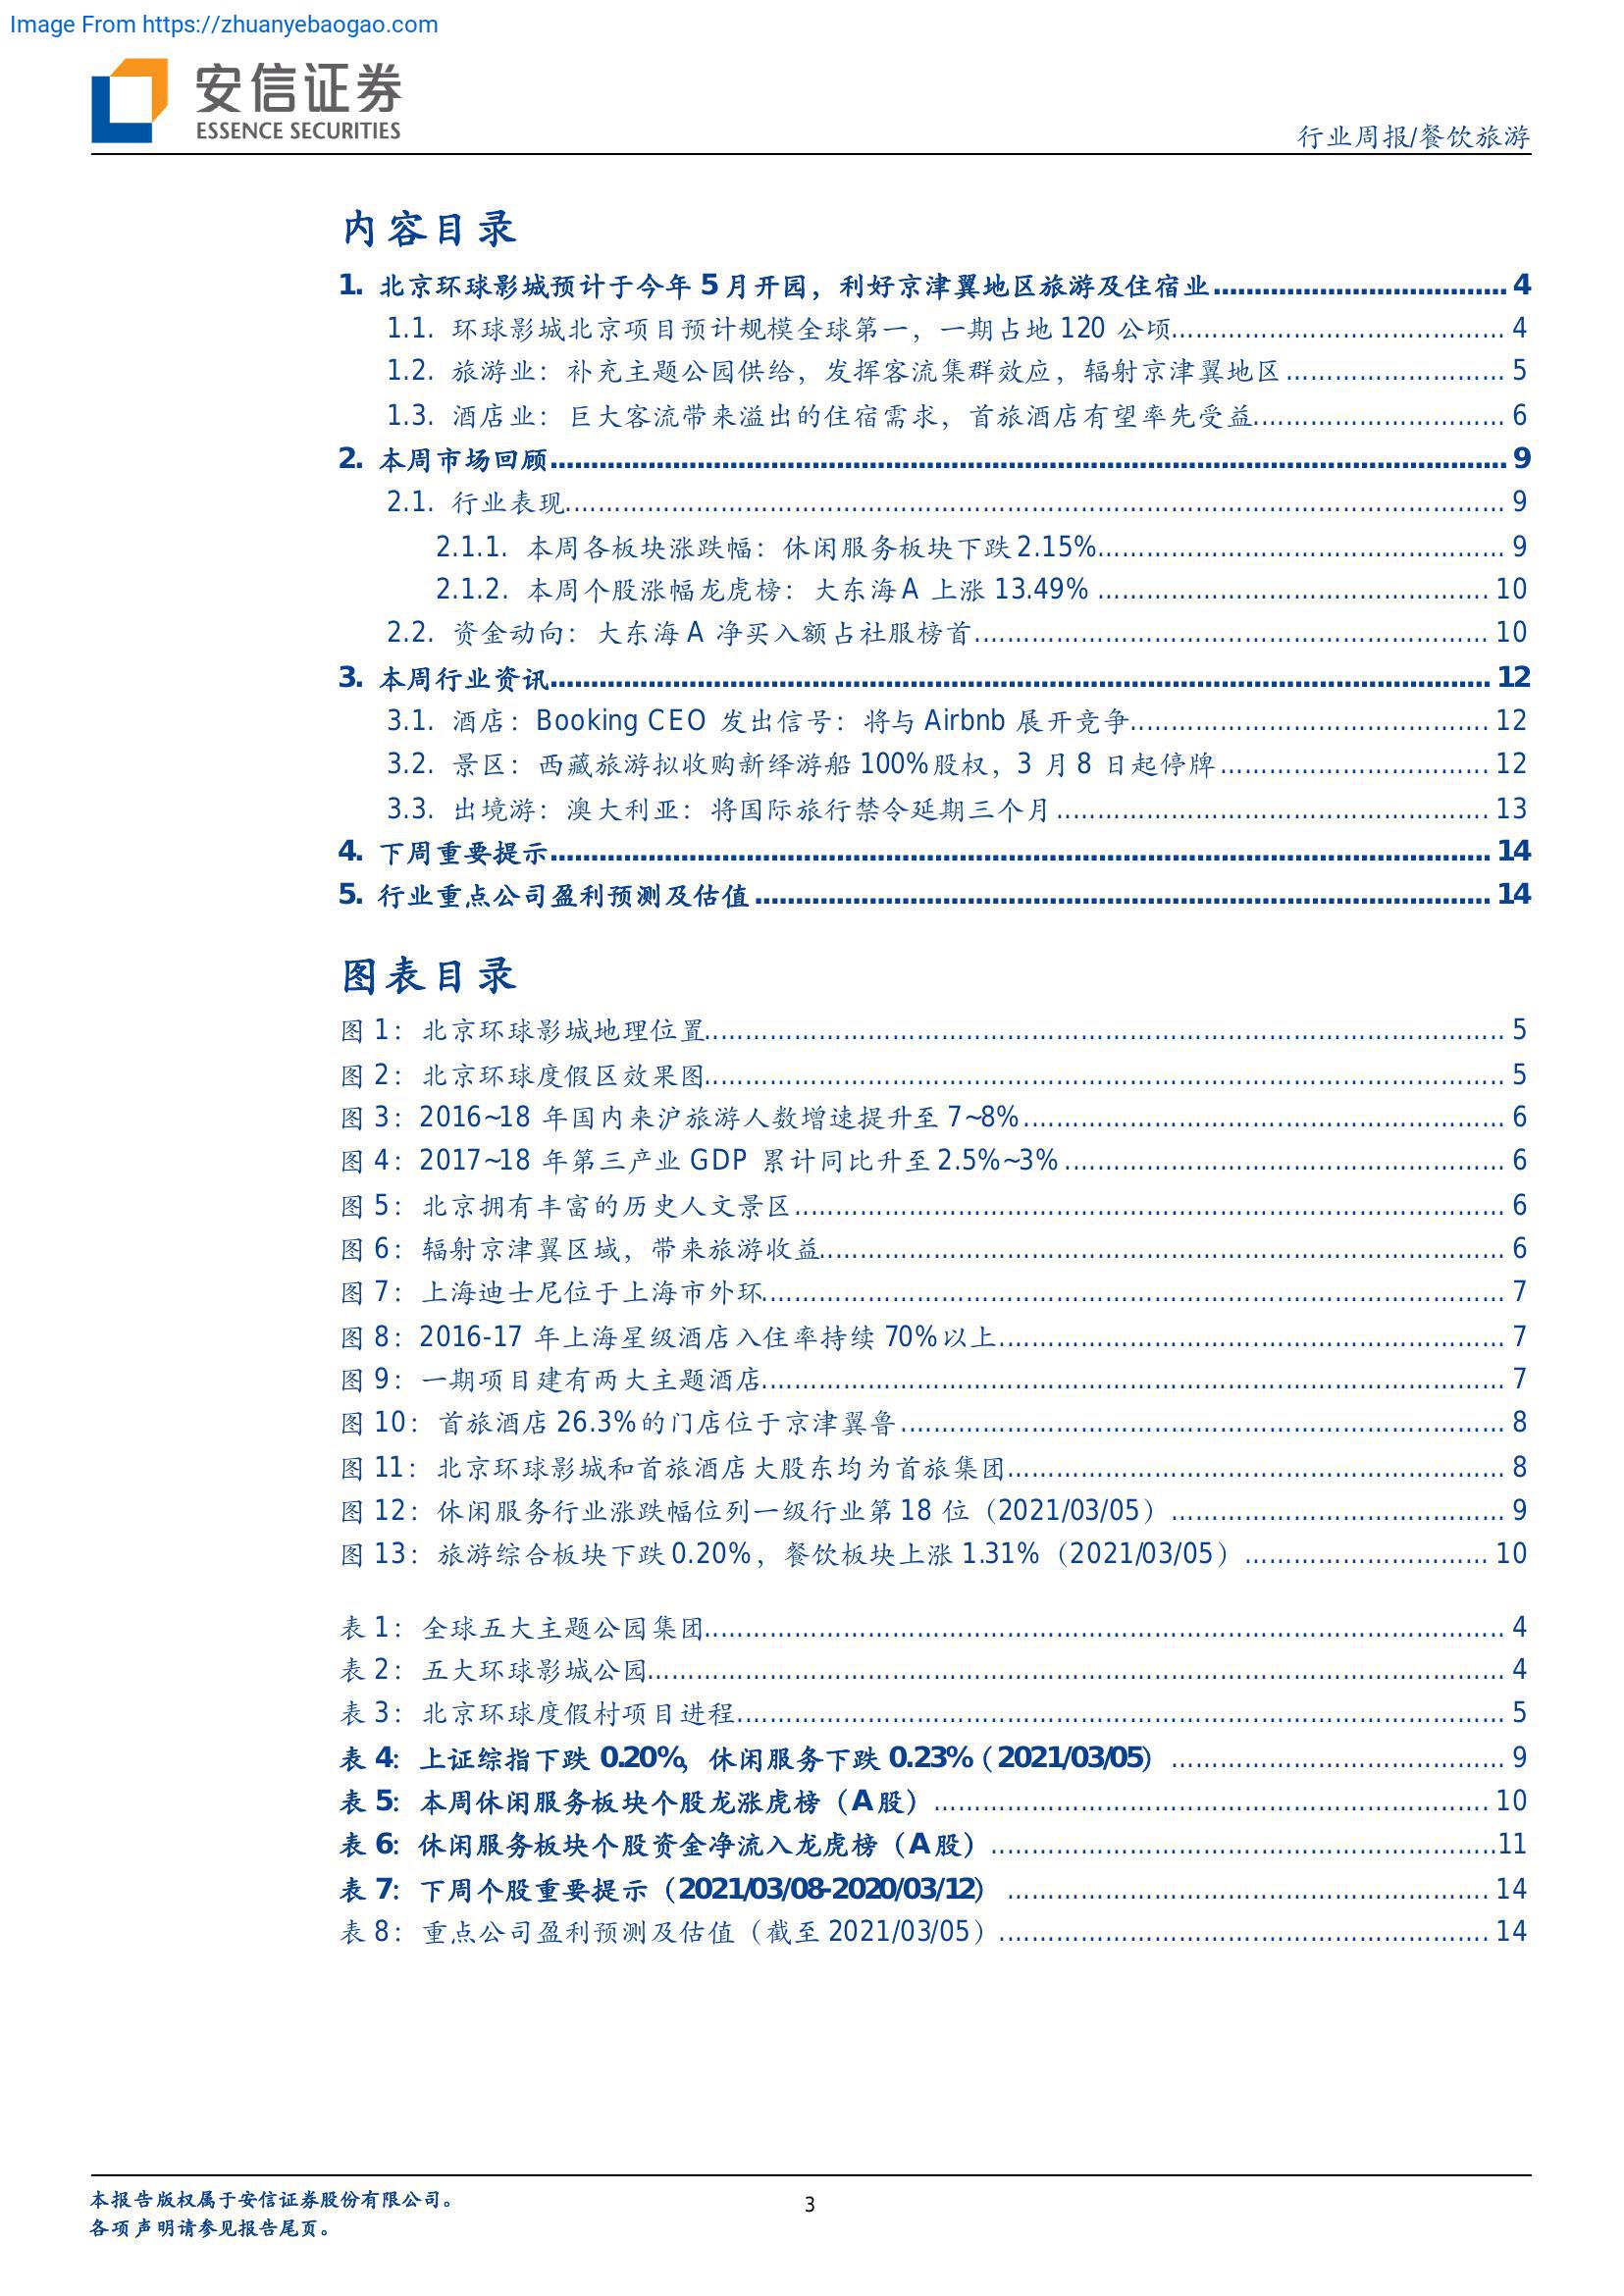 Image From https://zhuanyebaogao.com
安信证券
ESSENCE SECURITIES
行业周报/餐饮旅游
内容目录
1. 北京环球影城预计于今年 5 月开园，利好京津翼地区旅游及住宿业 4
1.1. 环球影城北京项目预计规模全球第一，一期占地 120 公顷 4
1.2. 旅游业：补充主题公园供给，发挥客流集群效应，辐射京津翼地区 5
1.3. 酒店业：巨大客流带来溢出的住宿需求，首旅酒店有望率先受益 6
2. 本周市场回顾 9
2.1. 行业表现 9
2.1.1. 本周各板块涨跌幅：休闲服务板块下跌 2.15% 9
2.1.2. 本周个股涨幅龙虎榜：大东海 A 上涨 13.49% 10
2.2. 资金动向：大东海 A 净买入额占社服榜首 10
3. 本周行业资讯 12
3.1. 酒店：Booking CEO 发出信号：将与 Airbnb 展开竞争 12
3.2. 景区：西藏旅游拟收购新绎游船 100%股权，3 月 8 日起停牌 12
3.3. 出境游：澳大利亚：将国际旅行禁令延期三个月 13
4. 下周重要提示 14
5. 行业重点公司盈利预测及估值 14
图表目录
图 1：北京环球影城地理位置 5
图 2：北京环球度假区效果图 5
图 3：2016~18 年国内来沪旅游人数增速提升至 7~8% 6
图 4：2017~18 年第三产业 GDP 累计同比升至 2.5%~3% 6
图 5：北京拥有丰富的历史人文景区 6
图 6：辐射京津翼区域，带来旅游收益 6
图 7：上海迪士尼位于上海市外环 7
图 8：2016-17 年上海星级酒店入住率持续 70%以上 7
图 9：一期项目建有两大主题酒店 7
图 10：首旅酒店 26.3%的门店位于京津翼鲁 8
图 11：北京环球影城和首旅酒店大股东均为首旅集团 8
图 12：休闲服务行业涨跌幅位列一级行业第 18 位（2021/03/05） 9
图 13：旅游综合板块下跌 0.20%，餐饮板块上涨 1.31%（2021/03/05） 10
表 1：全球五大主题公园集团 4
表 2：五大环球影城公园 4
表 3：北京环球度假村项目进程 5
表 4：上证综指下跌 0.20%，休闲服务下跌 0.23%（2021/03/05） 9
表 5：本周休闲服务板块个股龙涨虎榜（A 股） 10
表 6：休闲服务板块个股资金净流入龙虎榜（A 股） 11
表 7：下周个股重要提示（2021/03/08-2020/03/12） 14
表 8：重点公司盈利预测及估值（截至 2021/03/05） 14
本报告版权属于安信证券股份有限公司。
3
各项声明请参见报告尾页。